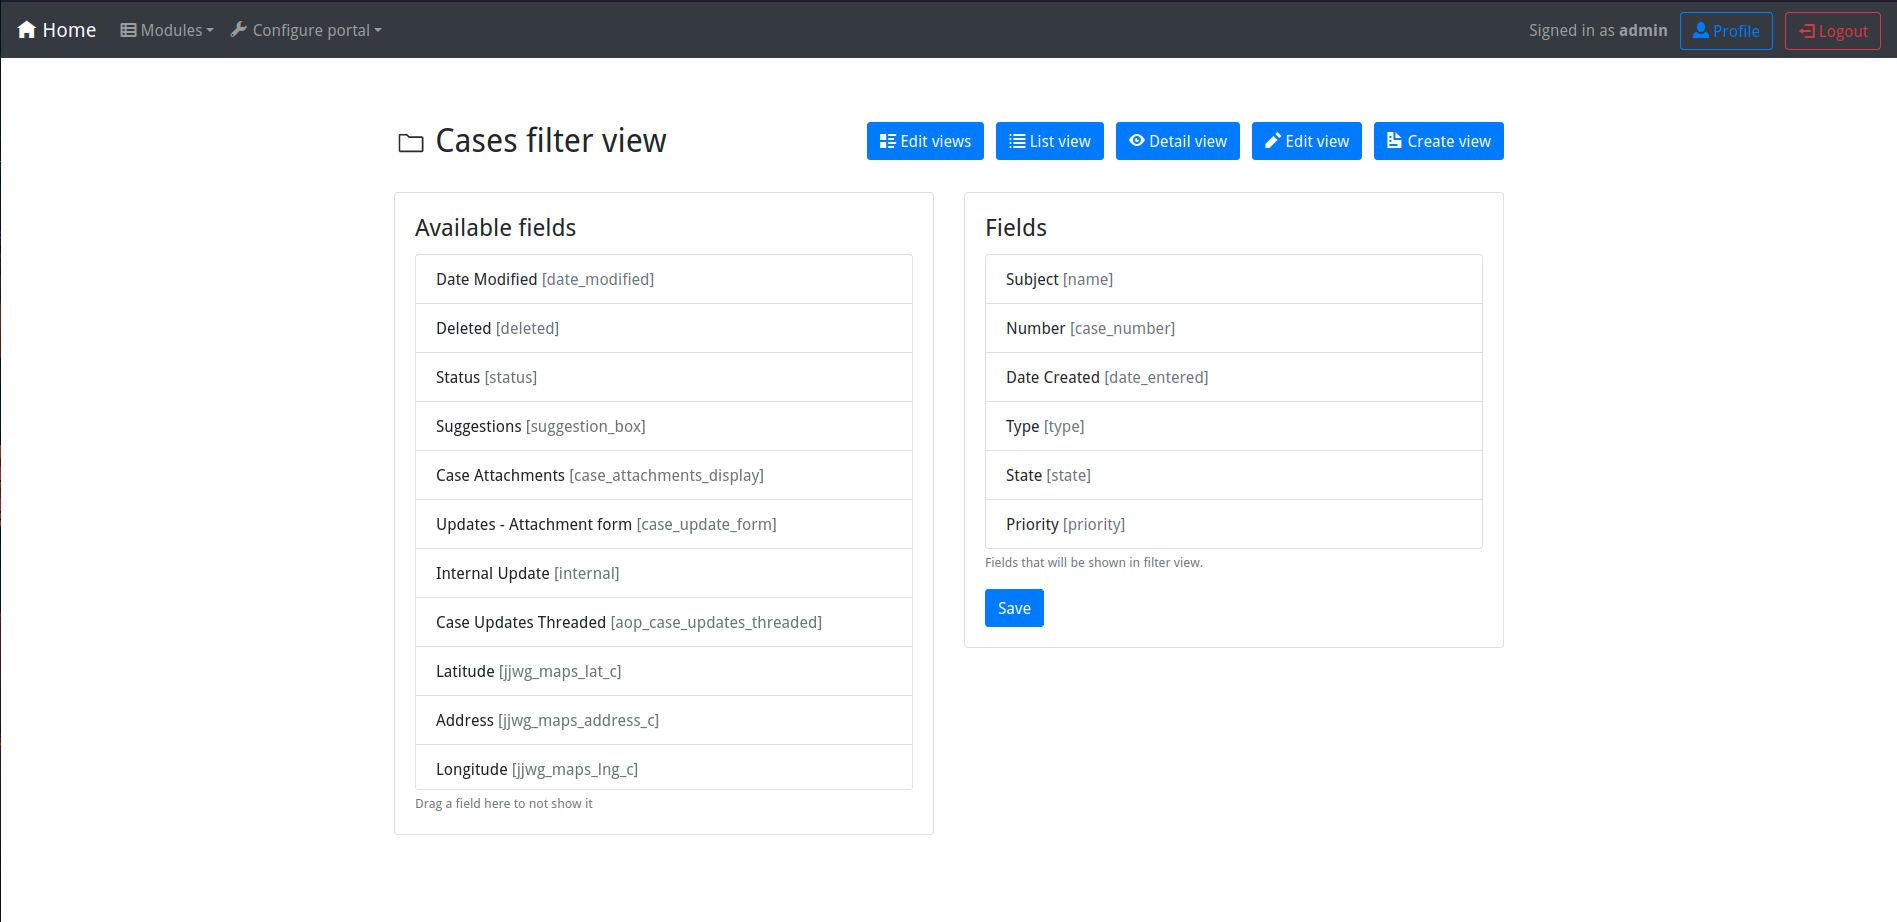 Home Modules Configure portal Signed in as admin Profile Logout
Cases filter view Edit views List view Detail view Edit view Create view
Available fields
Date Modified [date_modified]
Deleted [deleted]
Status [status]
Suggestions [suggestion_box]
Case Attachments [case_attachments_display]
Updates - Attachment form [case_update_form]
Internal Update [internal]
Case Updates Threaded [aop_case_updates_threaded]
Latitude [jjwg_maps_lat_c]
Address [jjwg_maps_address_c]
Longitude [jjwg_maps_lng_c]
Drag a field here to not show it
Fields
Subject [name]
Number [case_number]
Date Created [date_entered]
Type [type]
State [state]
Priority [priority]
Fields that will be shown in filter view.
Save